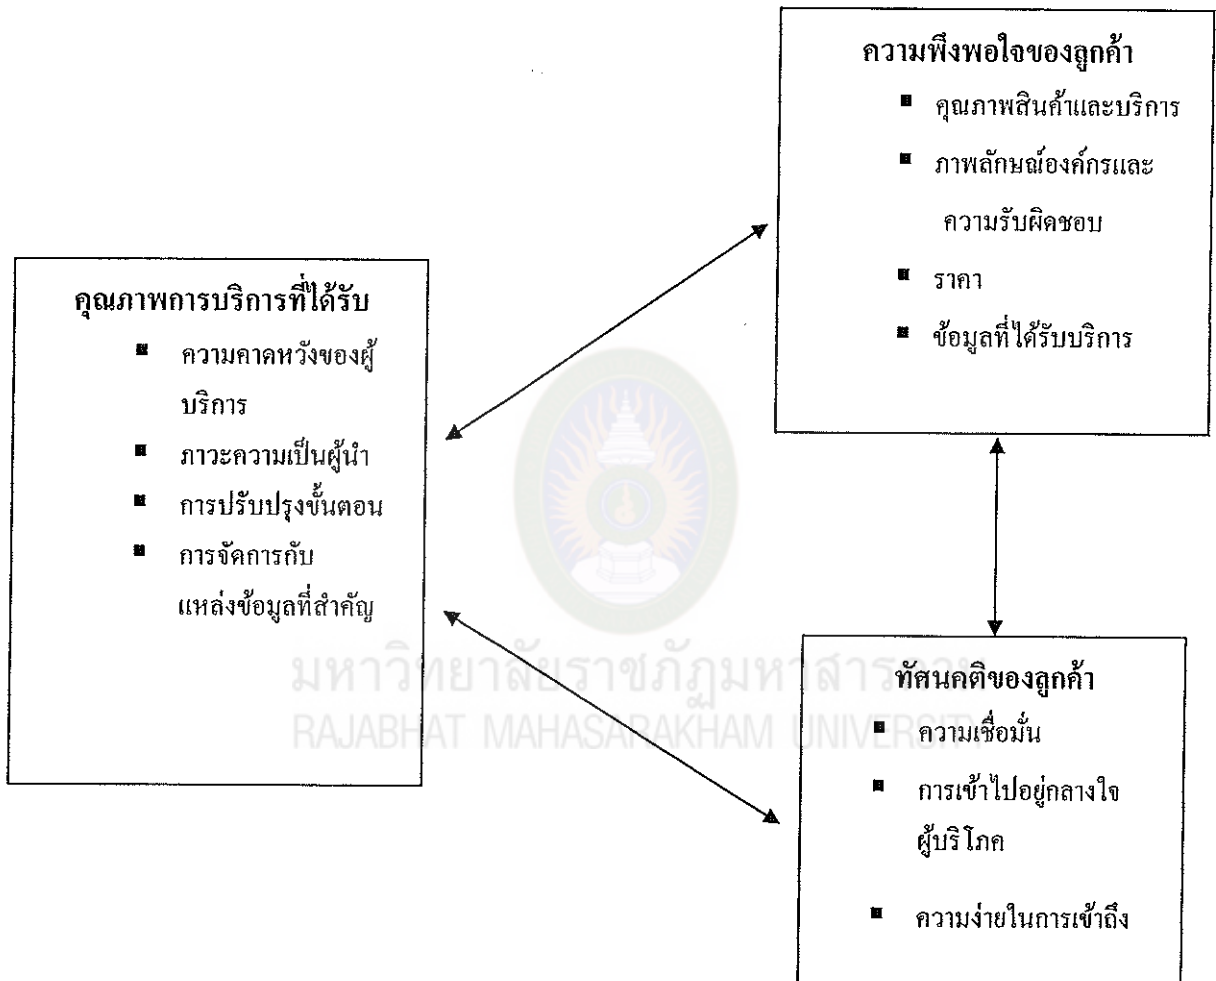 ความพึงพอใจของลูกค้า
▪ คุณภาพสินค้าและบริการ
▪ ภาพลักษณ์องค์กรและ
ความรับผิดชอบ
▪ ราคา
▪ ข้อมูลที่ได้รับบริการ
คุณภาพการบริการที่ได้รับ
▪ ความคาดหวังของผู้
บริการ
▪ ภาวะความเป็นผู้นำ
▪ การปรับปรุงขั้นตอน
▪ การจัดการกับ
แหล่งข้อมูลที่สำคัญ
มหาวิทยาลัยราชภัฏมหาสารคาม
RAJABHAT MAHASARAKHAM UNIVERSITY
ทัศนคติของลูกค้า
▪ ความเชื่อมั่น
▪ การเข้าไปอยู่กลางใจ
ผู้บริโภค
▪ ความง่ายในการเข้าถึง